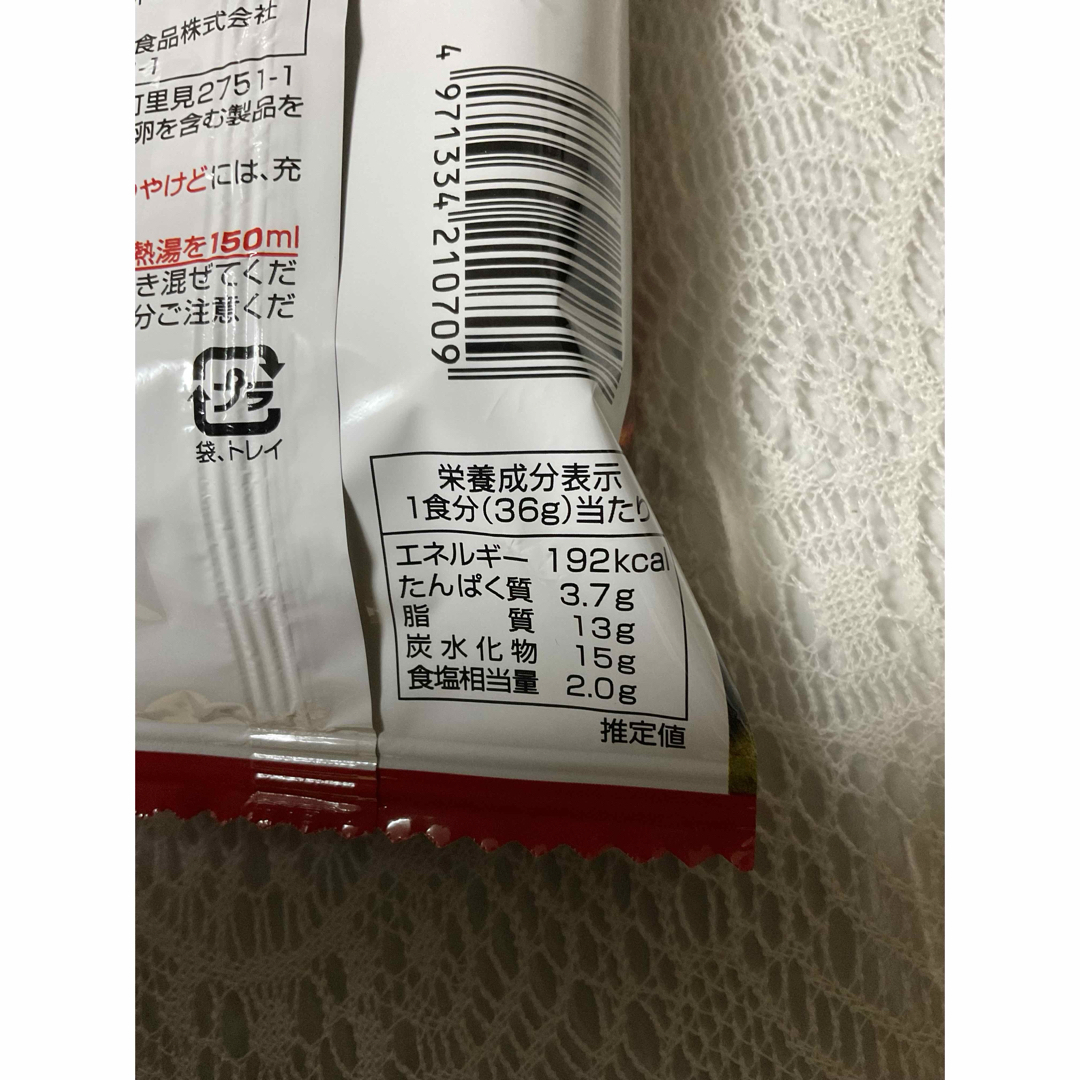 食品株式会社
-1
町里見2751-1
卵を含む製品を
やけどには、充
熱湯を150ml
き混ぜてくだ
分ご注意くだ
プラ
袋、トレイ
4 971334 210709
栄養成分表示
1食分(36g)当たり
エネルギー 192kcal
たんぱく質 3.7g
脂質 13g
炭水化物 15g
食塩相当量 2.0g
推定値